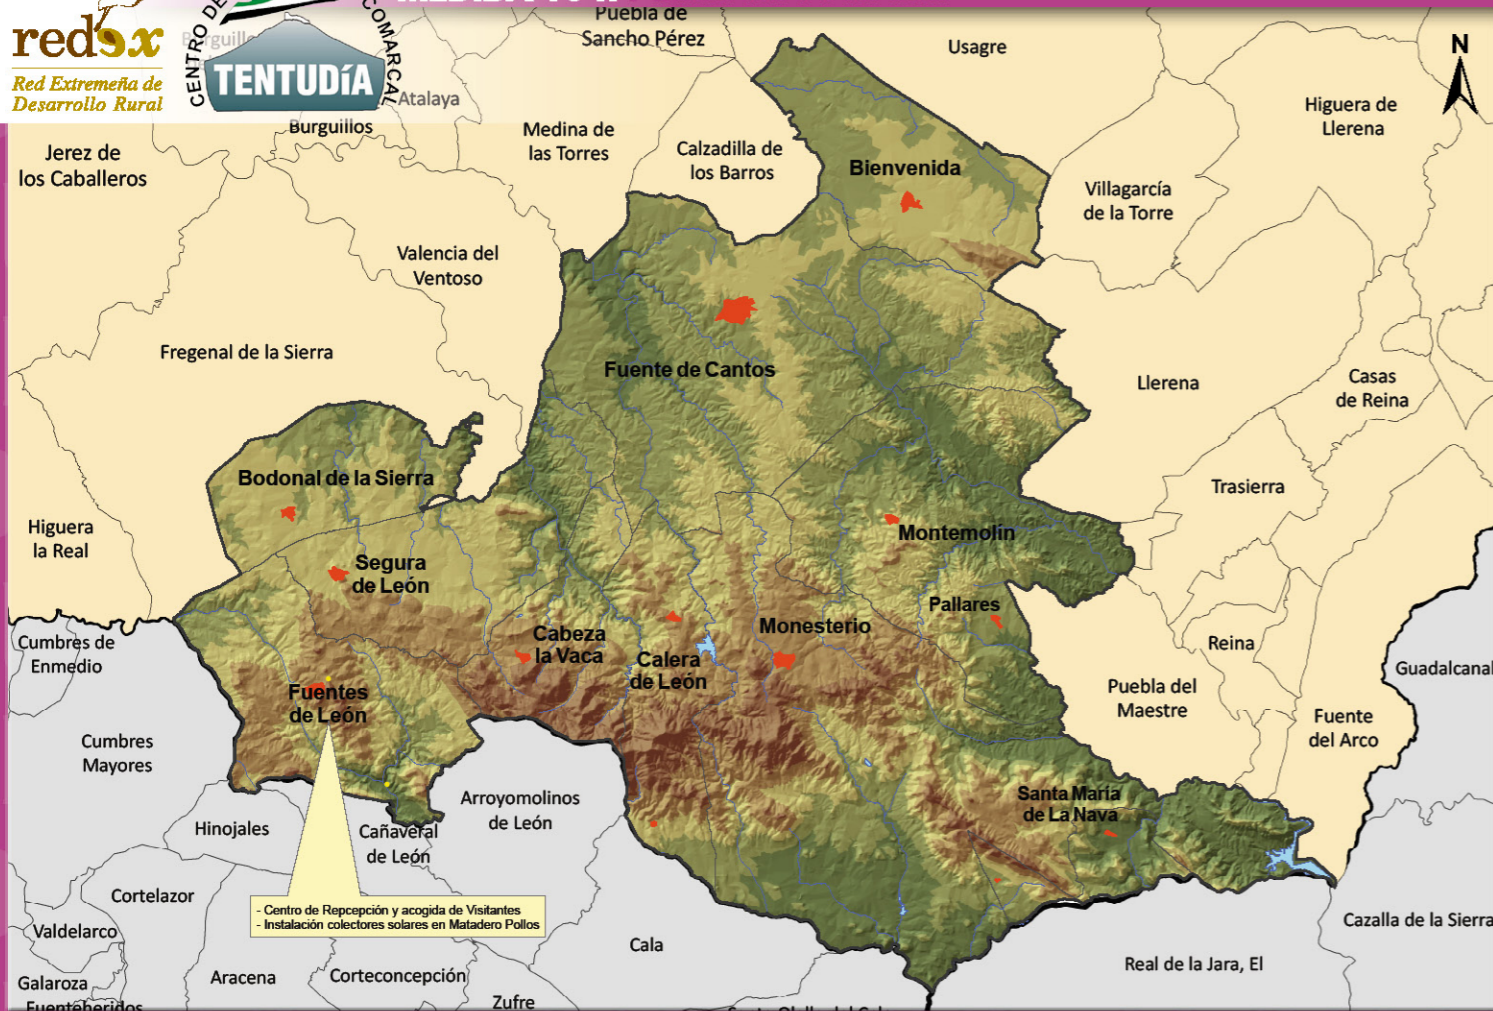 redex
Red Extremeña de
Desarrollo Rural
CENTRO DE
COMARCAL
TENTUDÍA
Puebla de
Sancho Pérez
Usagre
N
Atalaya
Burguillos
Medina de
las Torres
Calzadilla de
los Barros
Higuera de
Llerena
Jerez de
los Caballeros
Bienvenida
Villagarcía
de la Torre
Valencia del
Ventoso
Fregenal de la Sierra
Fuente de Cantos
Llerena
Casas
de Reina
Bodonal de la Sierra
Trasierra
Higuera
la Real
Montemolín
Segura
de León
Pallares
Cabeza
la Vaca
Monesterio
Cumbres de
Enmedio
Calera
de León
Reina
Guadalcanal
Fuentes
de León
Puebla del
Maestre
Fuente
del Arco
Cumbres
Mayores
Arroyomolinos
de León
Santa María
de La Nava
Hinojales
Cañaveral
de León
Cortelazor
- Centro de Repcepción y acogida de Visitantes
- Instalación colectores solares en Matadero Pollos
Valdelarco
Cala
Cazalla de la Sierra
Galaroza
Aracena
Corteconcepción
Real de la Jara, El
Zufre
Fuenteheridos